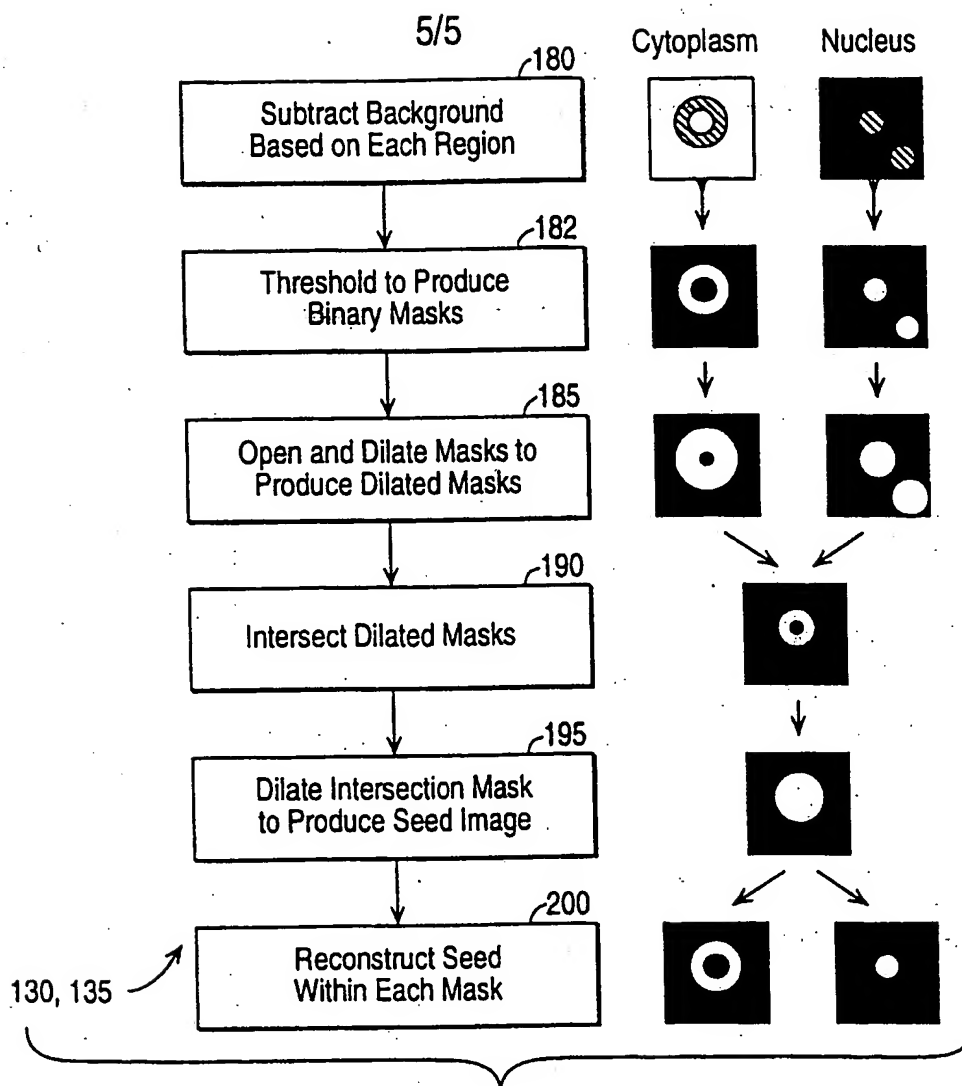 5/5
Cytoplasm
Nucleus
180
Subtract Background
Based on Each Region
182
Threshold to Produce
Binary Masks
185
Open and Dilate Masks to
Produce Dilated Masks
190
Intersect Dilated Masks
195
Dilate Intersection Mask
to Produce Seed Image
200
Reconstruct Seed
Within Each Mask
130, 135